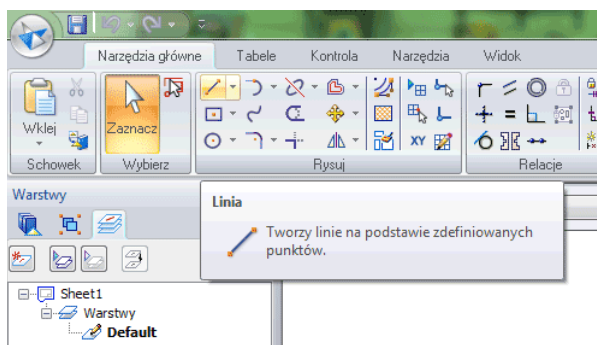 Narzędzia główne Tabele Kontrola Narzędzia Widok
Wklej
Zaznacz
XY
Schowek Wybierz Rysuj Relacje
Warstwy
Linia
Tworzy linie na podstawie zdefiniowanych
punktów.
Sheet1
Warstwy
Default